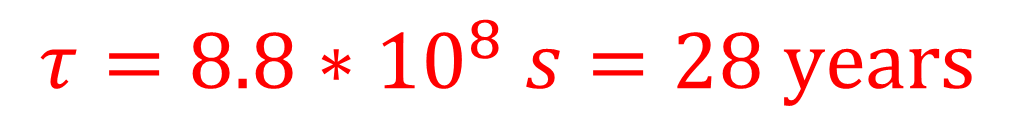 τ = 8.8 * 10⁸ s = 28 years